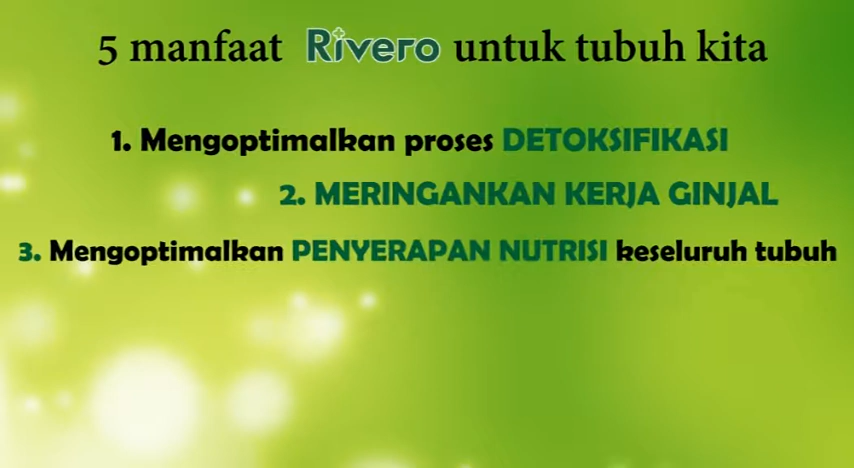 5 manfaat Rivero untuk tubuh kita
1. Mengoptimalkan proses DETOKSIFIKASI
2. MERINGANKAN KERJA GINJAL
3. Mengoptimalkan PENYERAPAN NUTRISI keseluruh tubuh